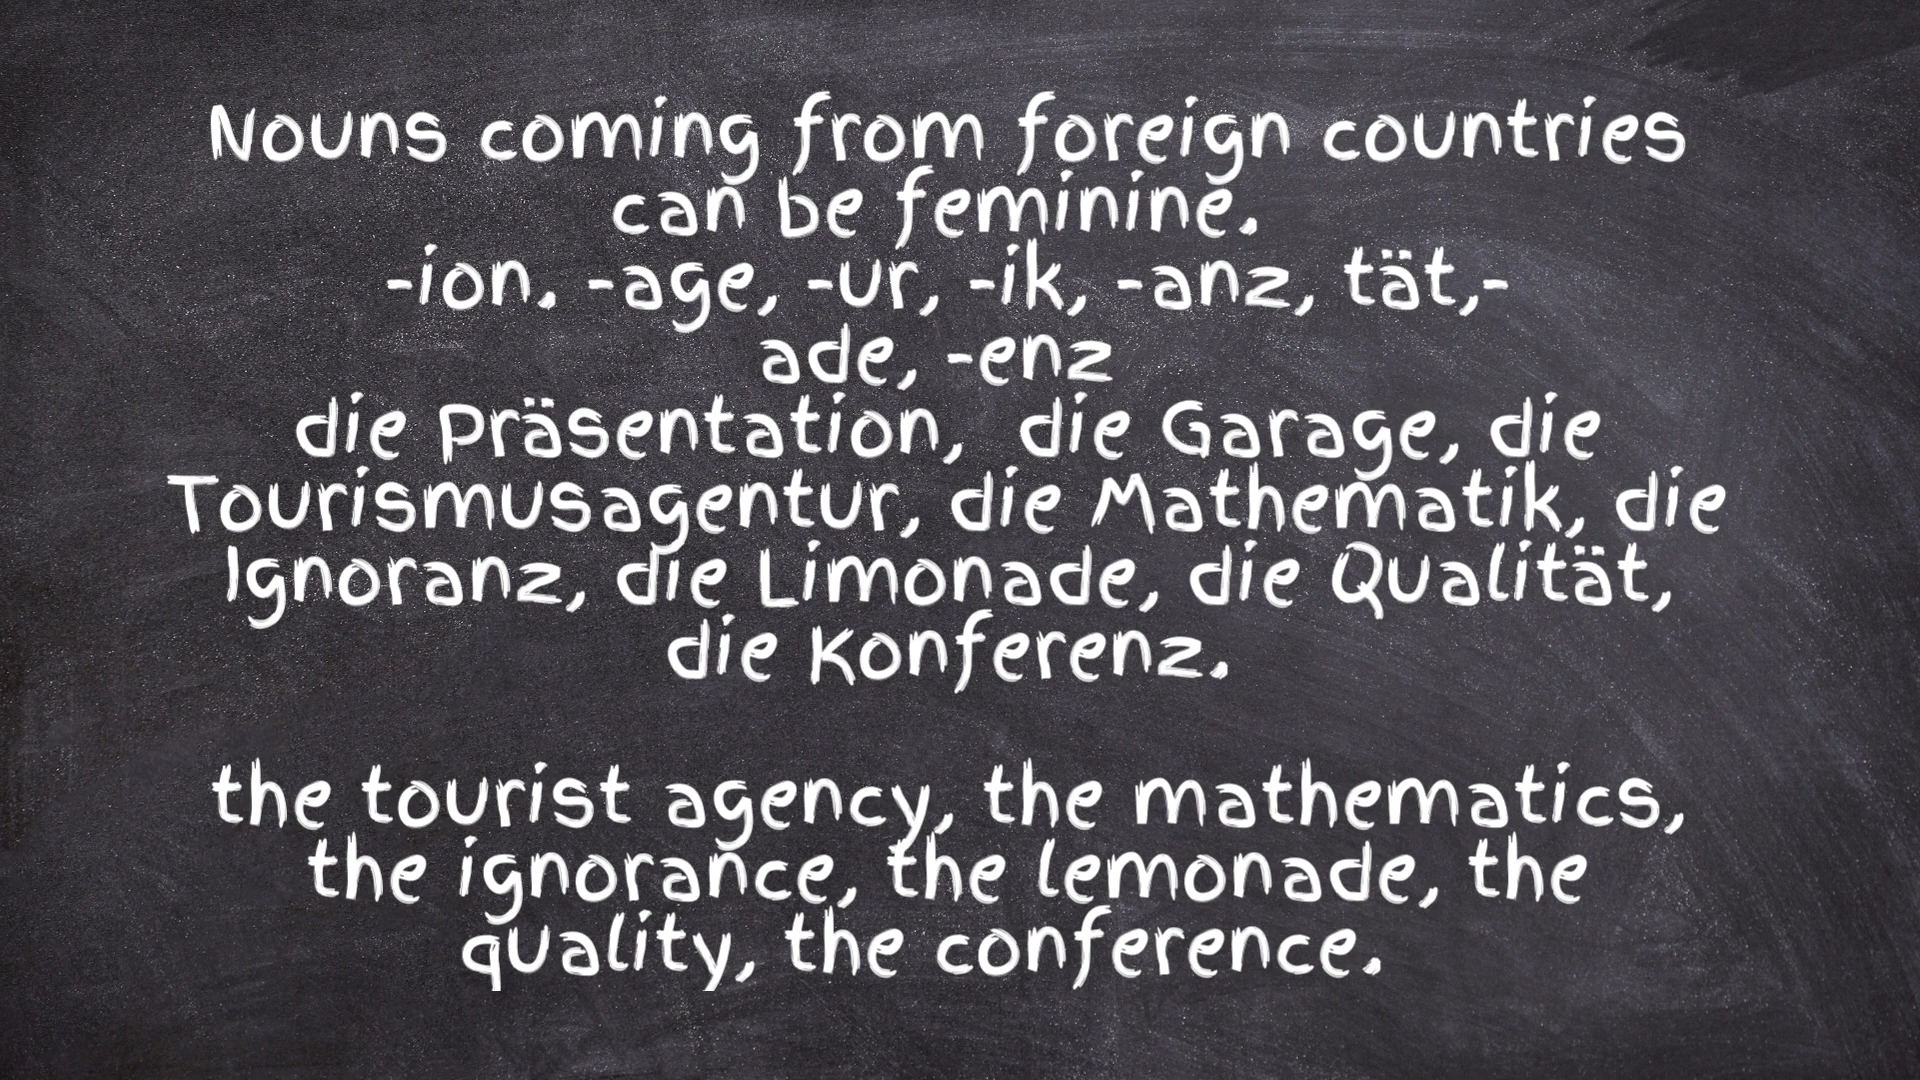 Nouns coming from foreign countries
can be feminine.
-ion. -age, -ur, -ik, -anz, tät,-
ade, -enz
die Präsentation, die Garage, die
Tourismusagentur, die Mathematik, die
Ignoranz, die Limonade, die Qualität,
die Konferenz.
the tourist agency, the mathematics,
the ignorance, the lemonade, the
quality, the conference.